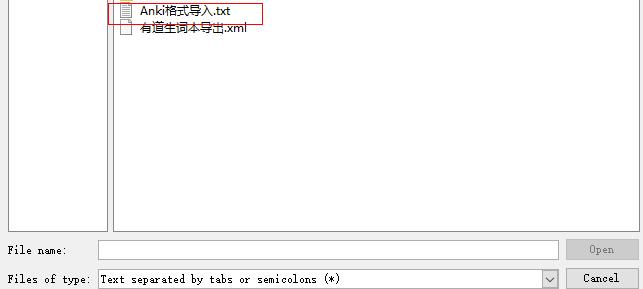 Anki格式导入.txt
有道生词本导出.xml
File name:
Open
Files of type:
Text separated by tabs or semicolons (*)
Cancel